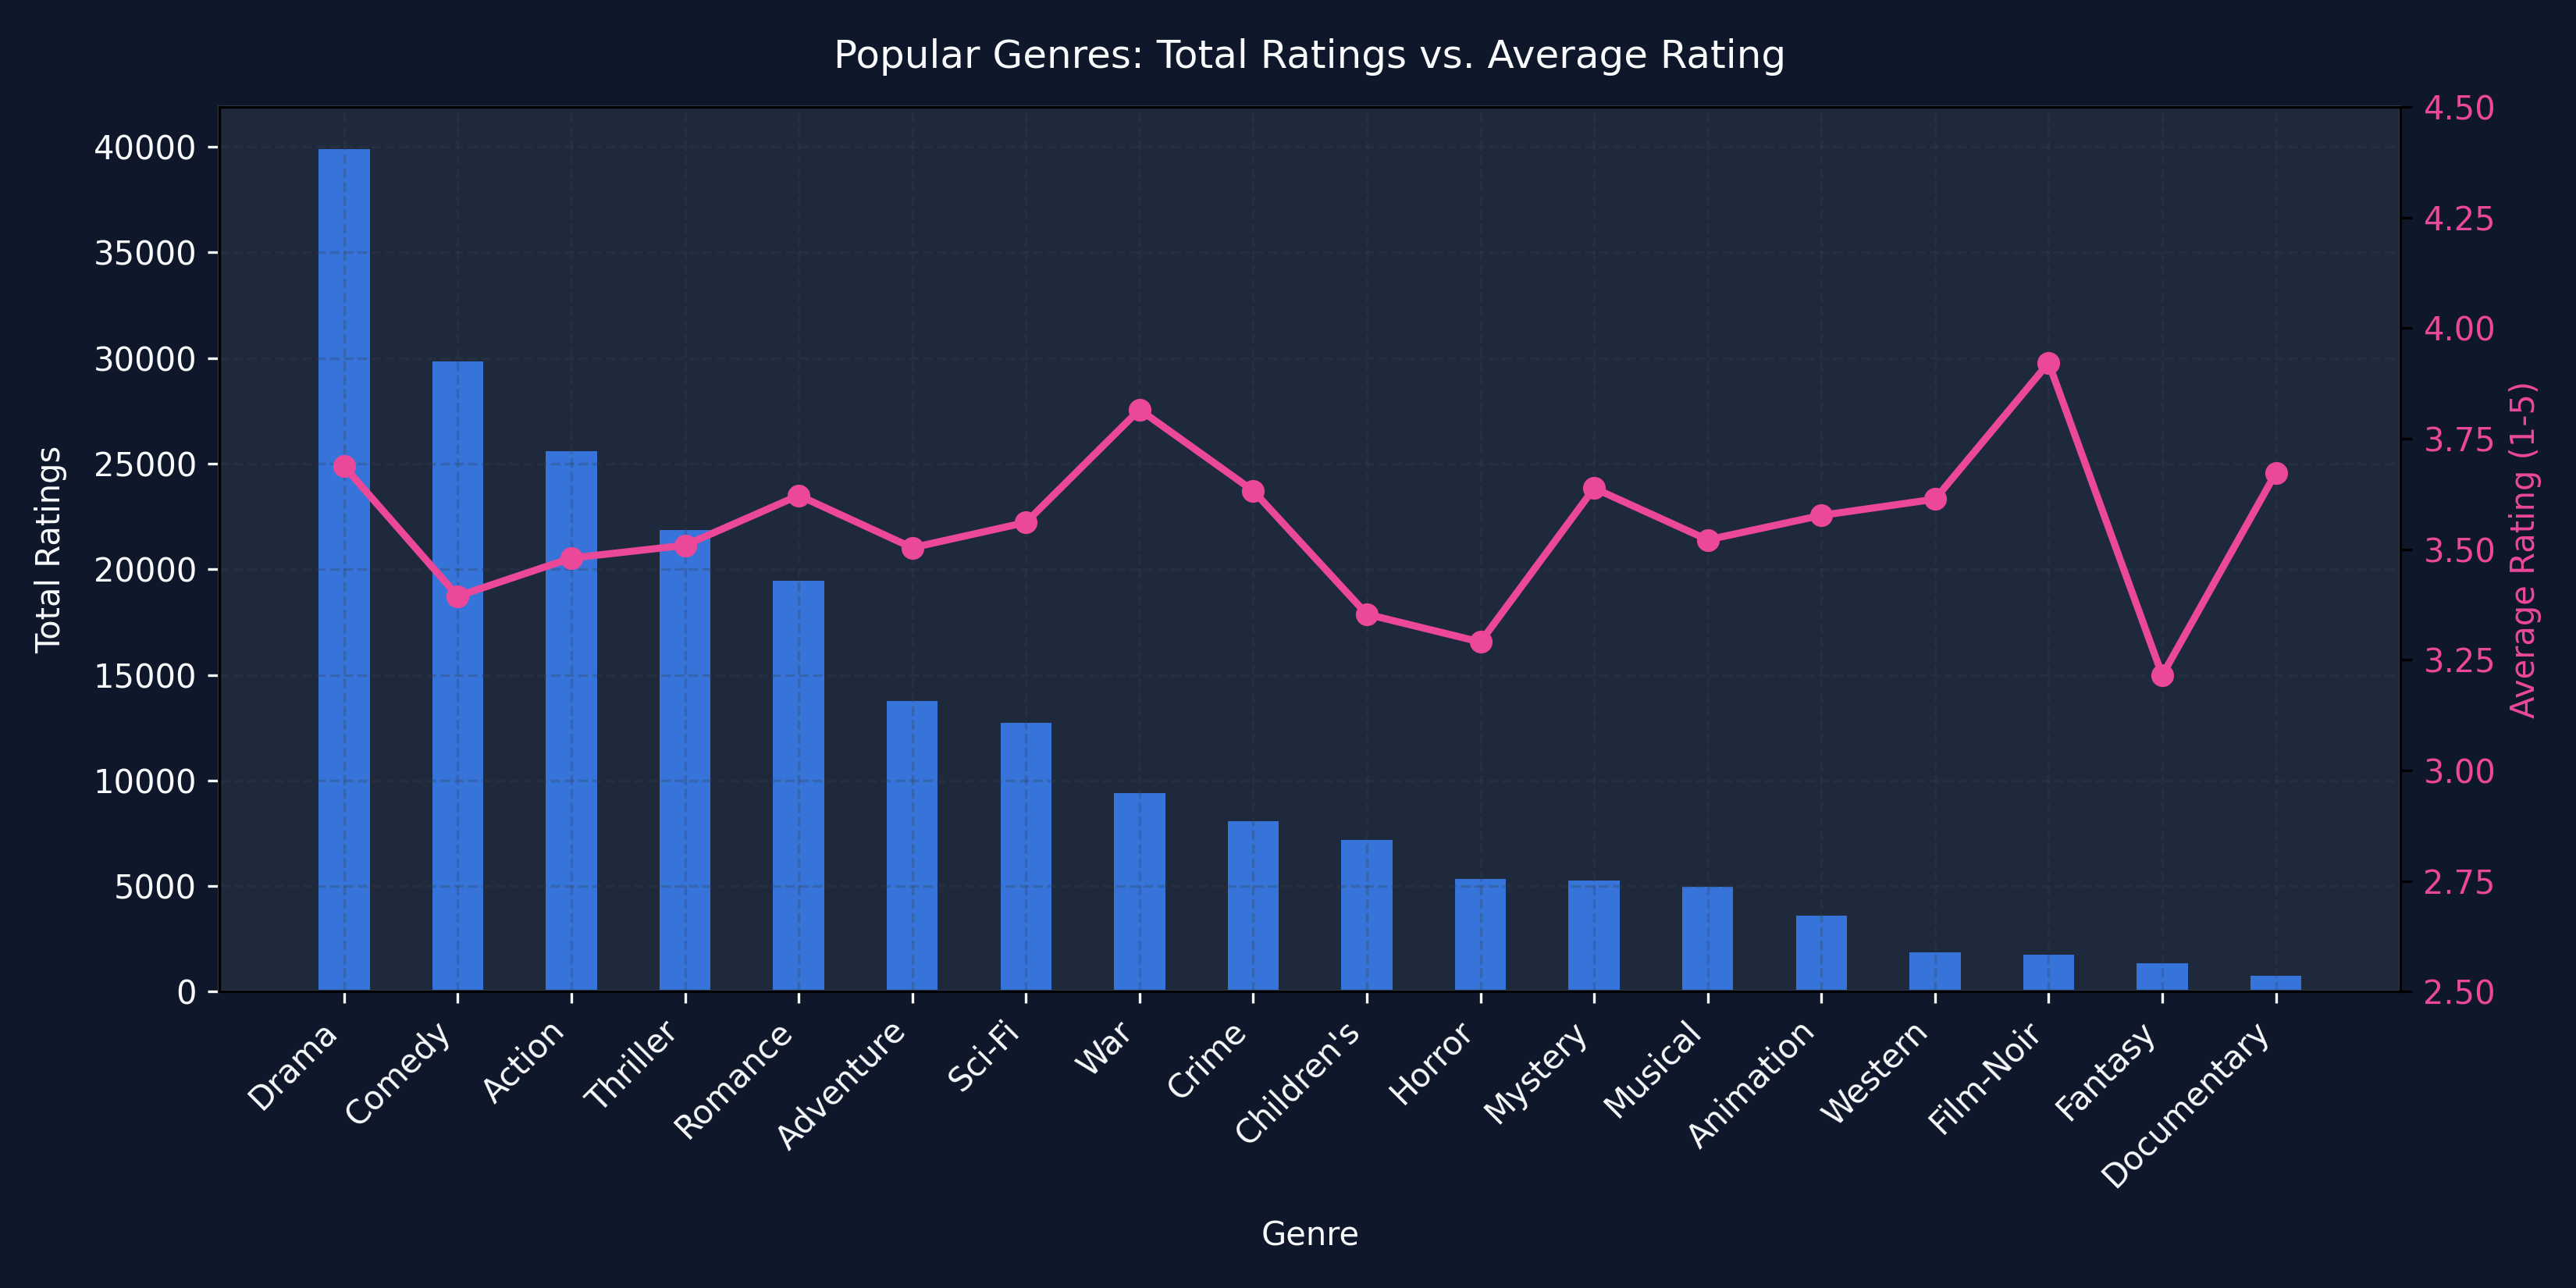 Popular Genres: Total Ratings vs. Average Rating
Total Ratings
40000
35000
30000
25000
20000
15000
10000
5000
0
4.50
4.25
4.00
3.75
3.50
3.25
3.00
2.75
2.50
Average Rating (1-5)
Drama
Comedy
Action
Thriller
Romance
Adventure
Sci-Fi
War
Crime
Children's
Horror
Mystery
Musical
Animation
Western
Film-Noir
Fantasy
Documentary
Genre